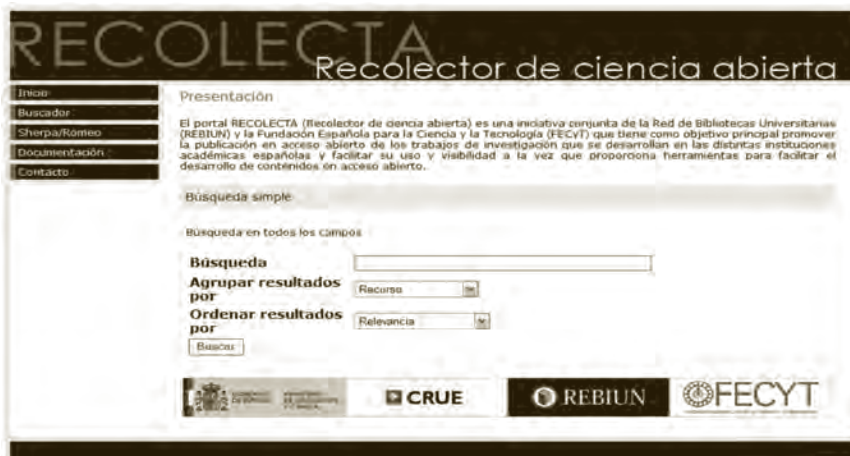 RECOLECTA
Recolector de ciencia abierta
Inicio
Buscador
Sherpa/Romeo
Documentación
Contacto
Presentación
El portal RECOLECTA (Recolector de ciencia abierta) es una iniciativa conjunta de la Red de Bibliotecas Universitarias
(REBIUN) y la Fundación Española para la Ciencia y la Tecnología (FECyT) que tiene como objetivo principal promover
la publicación en acceso abierto de los trabajos de investigación que se desarrollan en las distintas instituciones
académicas españolas y facilitar su uso y visibilidad a la vez que proporciona herramientas para facilitar el
desarrollo de contenidos en acceso abierto.
Búsqueda simple
Búsqueda en todos los campos
Búsqueda
Agrupar resultados
por
Recurso
Ordenar resultados
por
Relevancia
Buscar
CRUE
REBIUN
FECYT